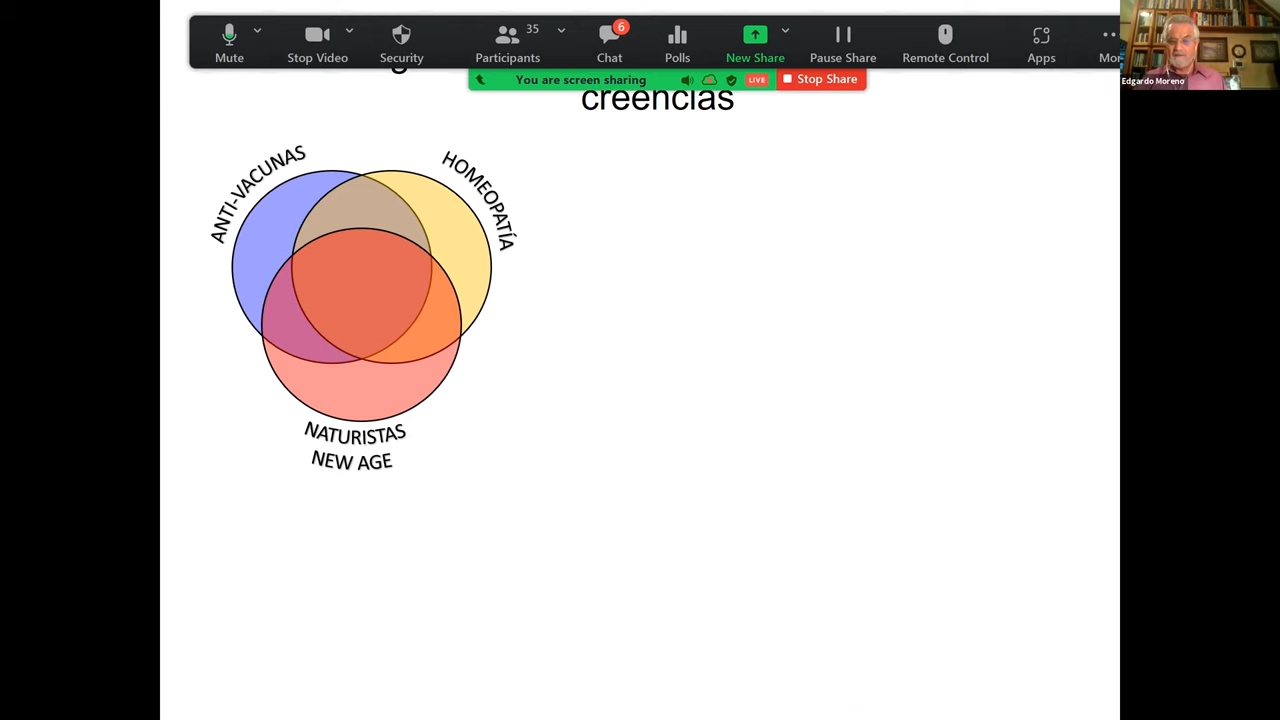 35
6
Mute
Stop Video
Security
Participants
Chat
Polls
New Share
Pause Share
Remote Control
Apps
You are screen sharing
LIVE
Stop Share
Edgardo Moreno
creencias
ANTI-VACUNAS
HOMEOPATÍA
NATURISTAS
NEW AGE